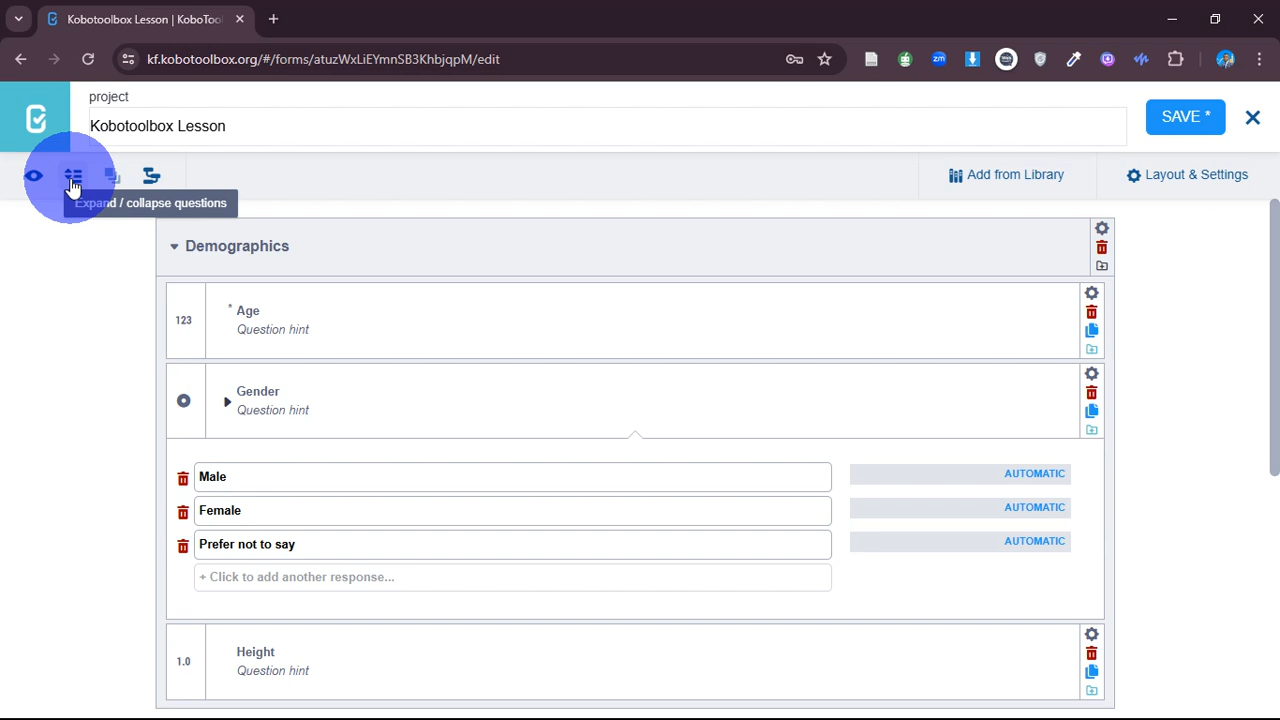 Kobotoolbox Lesson | KoboToo
kf.kobotoolbox.org/#/forms/atuzWxLiEYmnSB3KhbjqpM/edit
project
Kobotoolbox Lesson
SAVE *
Expand / collapse questions
Add from Library
Layout & Settings
Demographics
123
* Age
Question hint
Gender
Question hint
Male
AUTOMATIC
Female
AUTOMATIC
Prefer not to say
AUTOMATIC
+ Click to add another response...
1.0
Height
Question hint